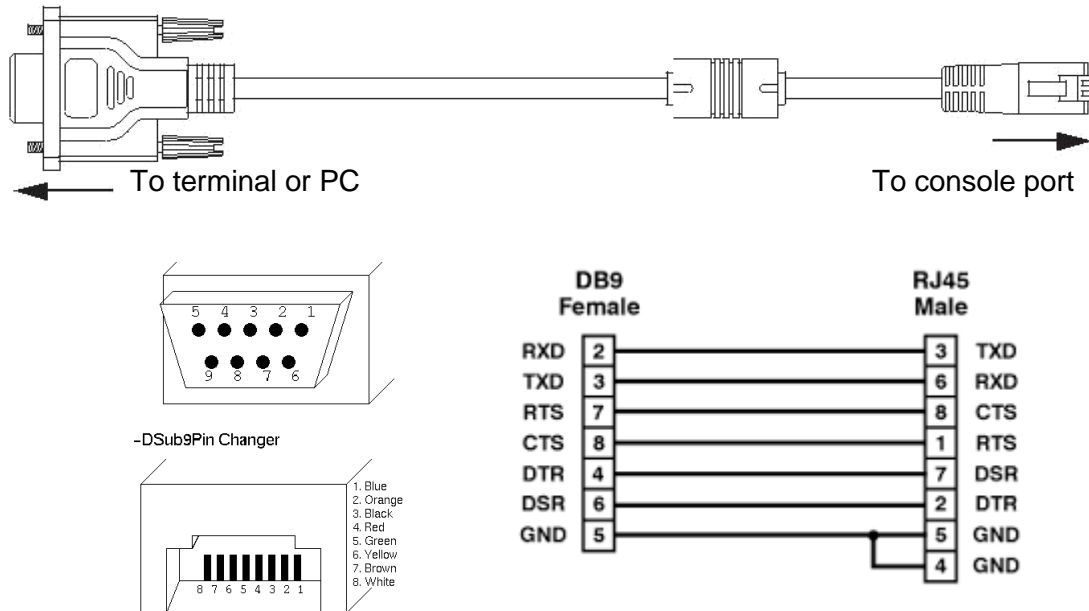 To terminal or PC
To console port
5 4 3 2 1
9 8 7 6
-DSub9Pin Changer
1. Blue
2. Orange
3. Black
4. Red
5. Green
6. Yellow
7. Brown
8. White
8 7 6 5 4 3 2 1
DB9 Female
RJ45 Male
RXD 2 3 TXD
TXD 3 6 RXD
RTS 7 8 CTS
CTS 8 1 RTS
DTR 4 7 DSR
DSR 6 2 DTR
GND 5 5 GND
4 GND